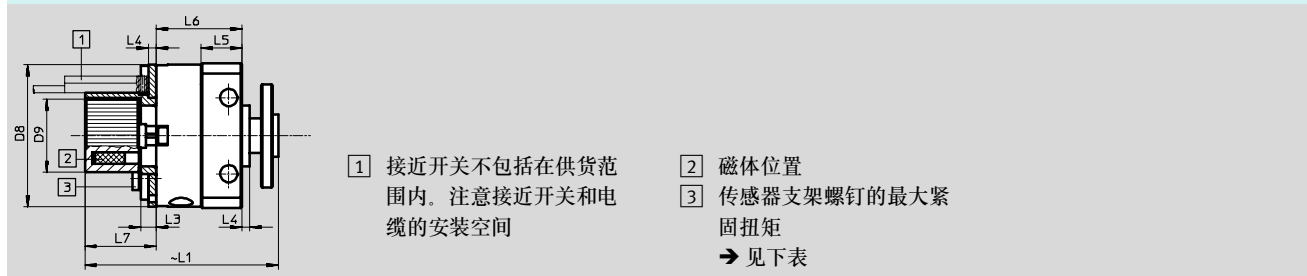 L6
1
L4
L5
D8
D9
2
3
L3
L4
L7
~L1
1 接近开关不包括在供货范
围内。注意接近开关和电
缆的安装空间
2 磁体位置
3 传感器支架螺钉的最大紧
固扭矩
➔ 见下表